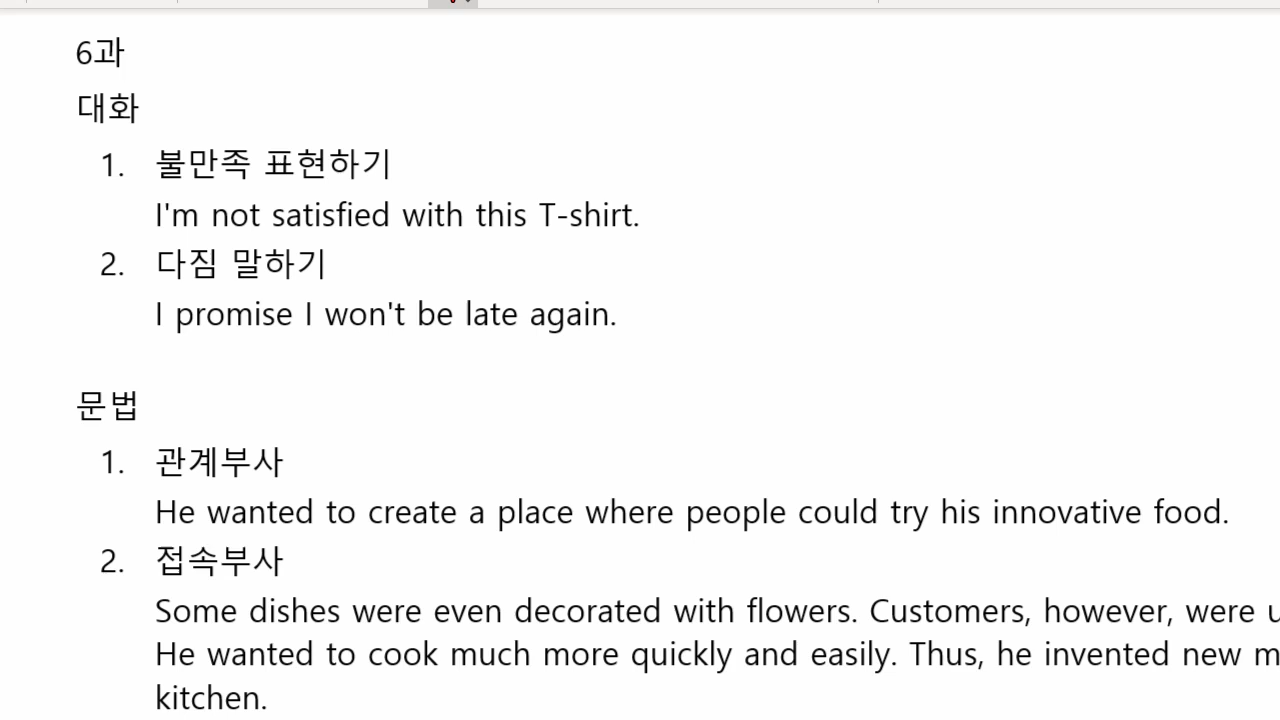 6과
대화
1. 불만족 표현하기
I'm not satisfied with this T-shirt.
2. 다짐 말하기
I promise I won't be late again.
문법
1. 관계부사
He wanted to create a place where people could try his innovative food.
2. 접속부사
Some dishes were even decorated with flowers. Customers, however, were
He wanted to cook much more quickly and easily. Thus, he invented new
kitchen.